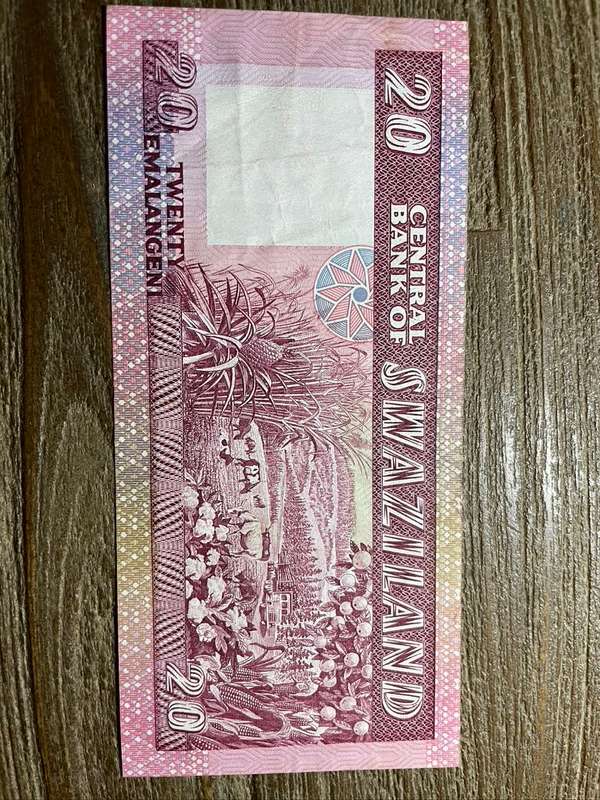 20
CENTRAL
BANK OF
SWAZILAND
20
TWENTY
EMALANGENI
20